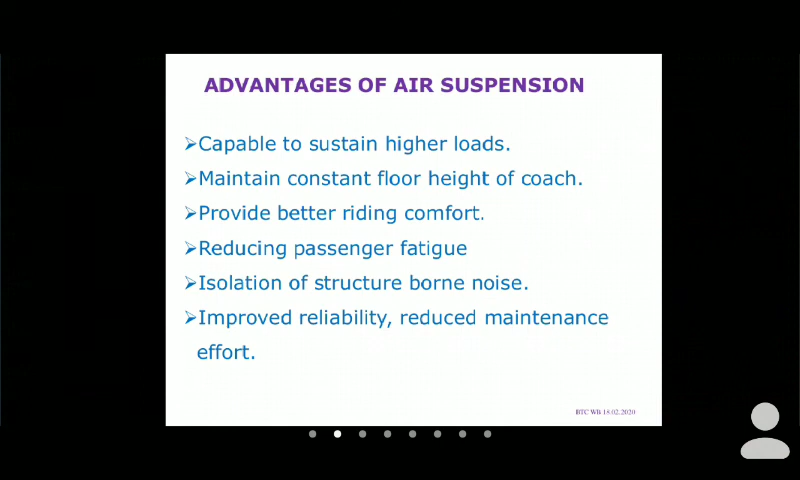 ADVANTAGES OF AIR SUSPENSION
➢Capable to sustain higher loads.
➢Maintain constant floor height of coach.
➢Provide better riding comfort.
➢Reducing passenger fatigue
➢Isolation of structure borne noise.
➢Improved reliability, reduced maintenance
effort.
BTC WB 18.02.2020